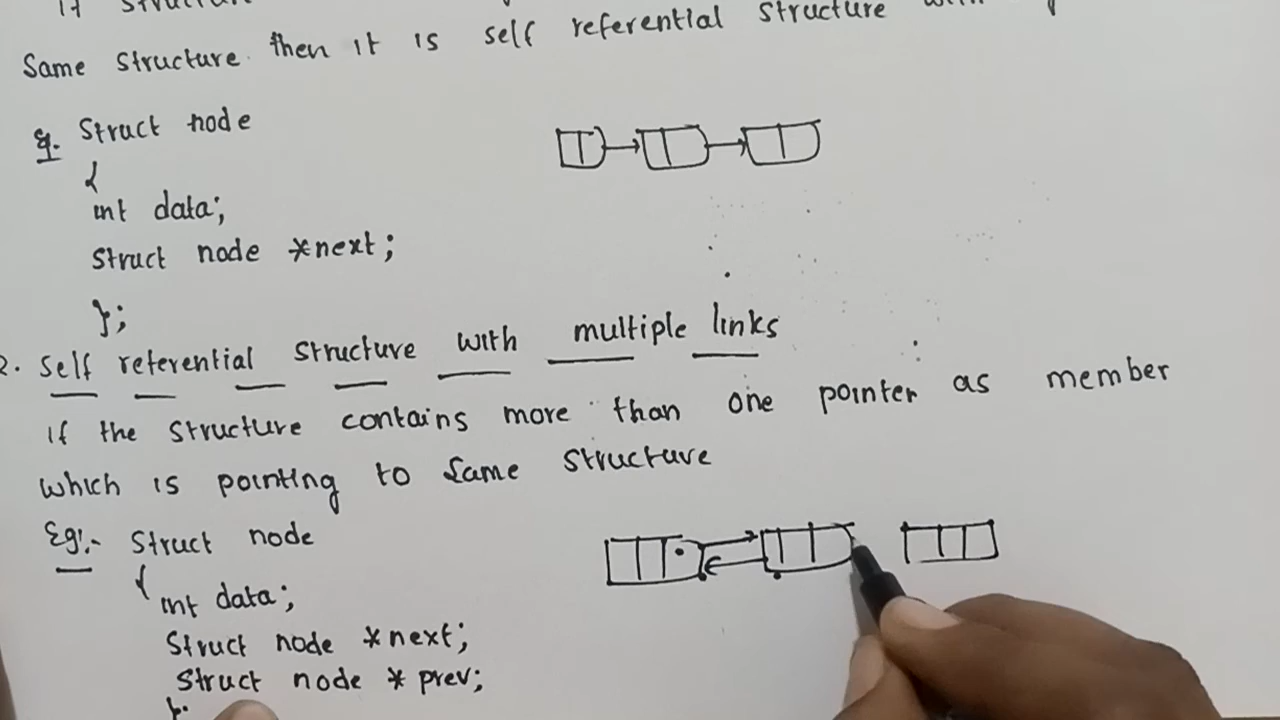 If
Same structure then it is self referential structure with
Eg. Struct node
{
int data;
Struct node *next;
};
2. Self referential structure with multiple links
if the structure contains more than one pointer as member
which is pointing to same structure
Eg:- Struct node
{
int data;
Struct node *next;
Struct node *prev;